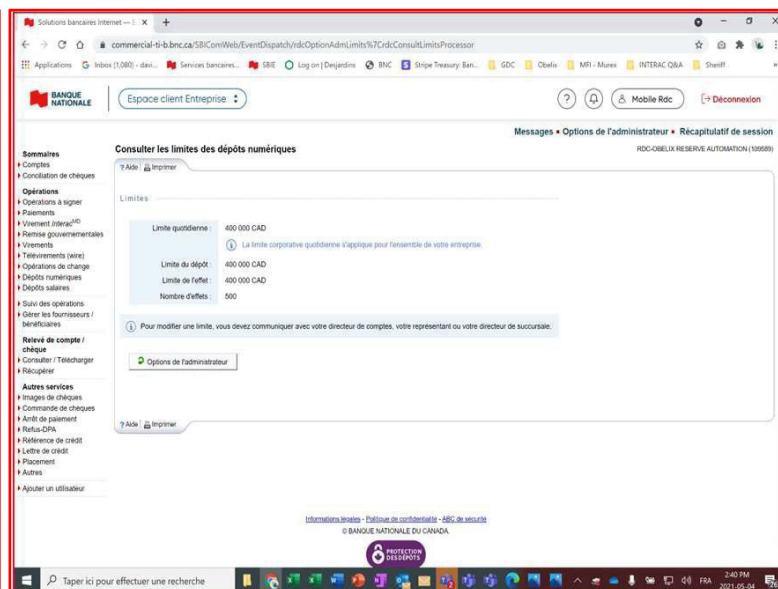 Solutions bancaires Internet —
commercial-ti-b.bnc.ca/SBIComWeb/EventDispatch/rdcOptionAdmLimits%7CrdcConsultLimitsProcessor
Applications Inbox (1,080) - davi... Services bancaires... SBIE Log on | Desjardins BNC Stripe Treasury: Ban... GDC Obelix MFI - Murex INTERAC Q&A Sheriff »
BANQUE NATIONALE Espace client Entreprise ? Mobile Rdc Déconnexion
Messages • Options de l'administrateur • Récapitulatif de session
RDC-OBELIX RESERVE AUTOMATION (109589)
Sommaires
Comptes
Conciliation de chèques
Opérations
Opérations à signer
Paiements
Virement Interac MD
Remise gouvernementales
Virements
Télévirements (wire)
Opérations de change
Dépôts numériques
Dépôts salaires
Suivi des opérations
Gérer les fournisseurs /
bénéficiaires
Relevé de compte /
chèque
Consulter / Télécharger
Récupérer
Autres services
Images de chèques
Commande de chèques
Arrêt de paiement
Refus-DPA
Référence de crédit
Lettre de crédit
Placement
Autres
Ajouter un utilisateur
Consulter les limites des dépôts numériques
? Aide Imprimer
Limites
Limite quotidienne : 400 000 CAD
La limite corporative quotidienne s'applique pour l'ensemble de votre entreprise.
Limite du dépôt : 400 000 CAD
Limite de l'effet : 400 000 CAD
Nombre d'effets : 500
Pour modifier une limite, vous devez communiquer avec votre directeur de comptes, votre représentant ou votre directeur de succursale.
Options de l'administrateur
? Aide Imprimer
Informations légales - Politique de confidentialité - ABC de sécurité
© BANQUE NATIONALE DU CANADA.
PROTECTION
DES DÉPÔTS
Taper ici pour effectuer une recherche
FRA
2:40 PM
2021-05-04
26